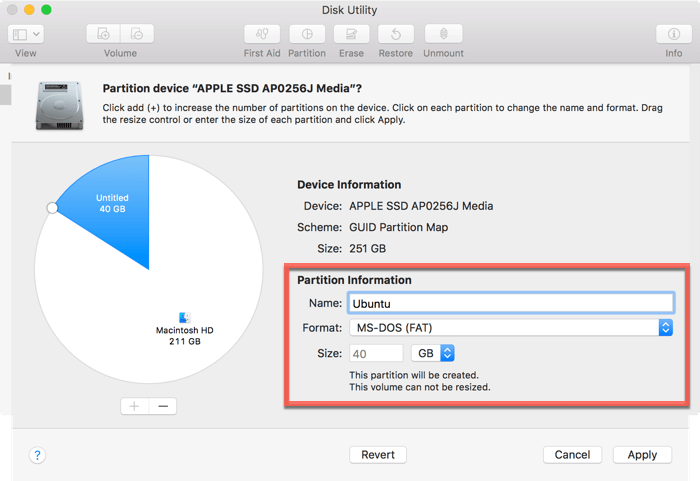 Disk Utility
View
Volume
First Aid
Partition
Erase
Restore
Unmount
Info
Partition device “APPLE SSD AP0256J Media”?
Click add (+) to increase the number of partitions on the device. Click on each partition to change the name and format. Drag
the resize control or enter the size of each partition and click Apply.
Untitled
40 GB
Macintosh HD
211 GB
+ −
Device Information
Device: APPLE SSD AP0256J Media
Scheme: GUID Partition Map
Size: 251 GB
Partition Information
Name: Ubuntu
Format: MS-DOS (FAT)
Size: 40 GB
This partition will be created.
This volume can not be resized.
?
Revert
Cancel
Apply